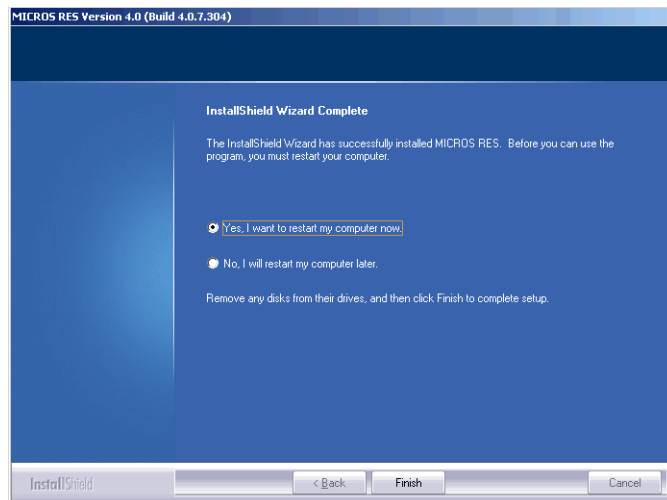 MICROS RES Version 4.0 (Build 4.0.7.304)
InstallShield Wizard Complete
The InstallShield Wizard has successfully installed MICROS RES. Before you can use the
program, you must restart your computer.
Yes, I want to restart my computer now.
No, I will restart my computer later.
Remove any disks from their drives, and then click Finish to complete setup.
InstallShield
< Back
Finish
Cancel